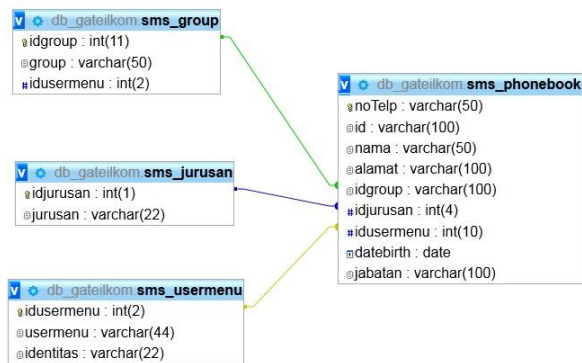 db_gateilkom.sms_group
idgroup : int(11)
group : varchar(50)
idusermenu : int(2)
db_gateilkom.sms_jurusan
idjurusan : int(1)
jurusan : varchar(22)
db_gateilkom.sms_usermenu
idusermenu : int(2)
usermenu : varchar(44)
identitas : varchar(22)
db_gateilkom.sms_phonebook
noTelp : varchar(50)
id : varchar(100)
nama : varchar(50)
alamat : varchar(100)
idgroup : varchar(100)
idjurusan : int(4)
idusermenu : int(10)
datebirth : date
jabatan : varchar(100)